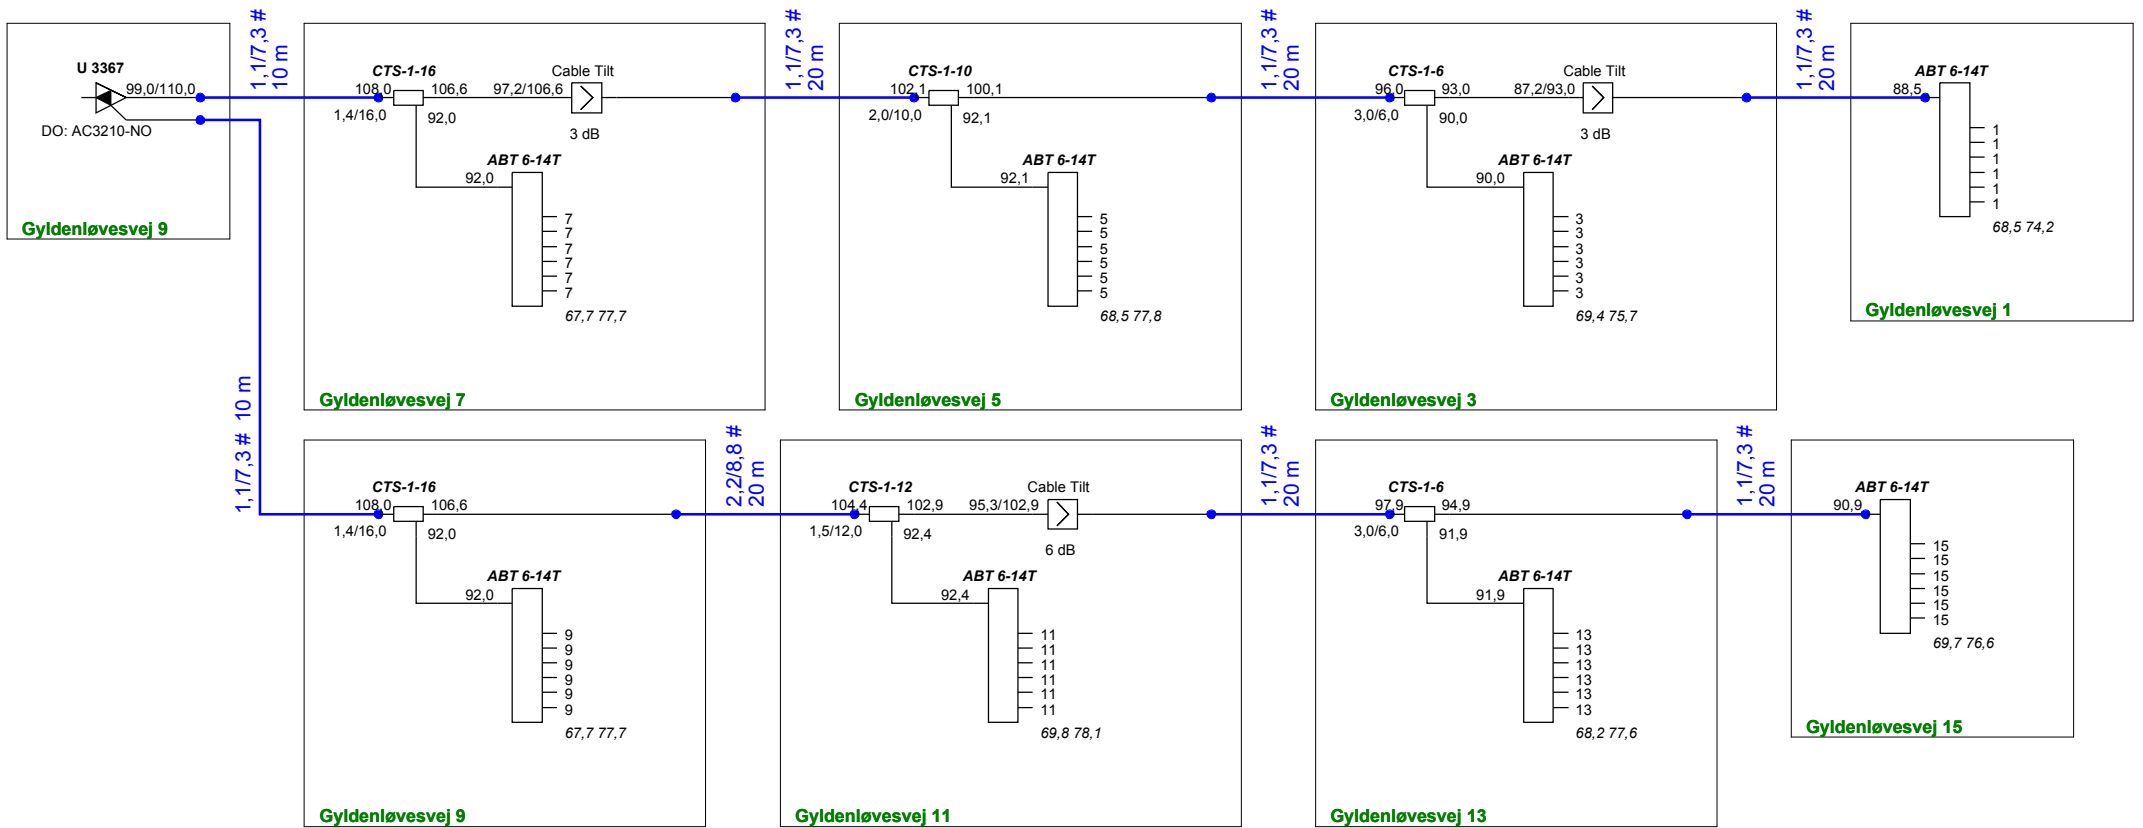 U 3367
99,0/110,0
DO: AC3210-NO
Gyldenløvesvej 9
1,1/7,3 #
10 m
CTS-1-16
108,0
106,6
1,4/16,0
92,0
97,2/106,6
Cable Tilt
3 dB
ABT 6-14T
92,0
7
7
7
7
7
7
67,7 77,7
Gyldenløvesvej 7
1,1/7,3 #
20 m
CTS-1-10
102,1
100,1
2,0/10,0
92,1
ABT 6-14T
92,1
5
5
5
5
5
5
68,5 77,8
Gyldenløvesvej 5
1,1/7,3 #
20 m
CTS-1-6
96,0
93,0
3,0/6,0
90,0
87,2/93,0
Cable Tilt
3 dB
ABT 6-14T
90,0
3
3
3
3
3
3
69,4 75,7
Gyldenløvesvej 3
1,1/7,3 #
20 m
ABT 6-14T
88,5
1
1
1
1
1
1
68,5 74,2
Gyldenløvesvej 1
1,1/7,3 # 10 m
CTS-1-16
108,0
106,6
1,4/16,0
92,0
ABT 6-14T
92,0
9
9
9
9
9
9
67,7 77,7
Gyldenløvesvej 9
2,2/8,8 #
20 m
CTS-1-12
104,4
102,9
1,5/12,0
92,4
95,3/102,9
Cable Tilt
6 dB
ABT 6-14T
92,4
11
11
11
11
11
11
69,8 78,1
Gyldenløvesvej 11
1,1/7,3 #
20 m
CTS-1-6
97,9
94,9
3,0/6,0
91,9
ABT 6-14T
91,9
13
13
13
13
13
13
68,2 77,6
Gyldenløvesvej 13
1,1/7,3 #
20 m
ABT 6-14T
90,9
15
15
15
15
15
15
69,7 76,6
Gyldenløvesvej 15